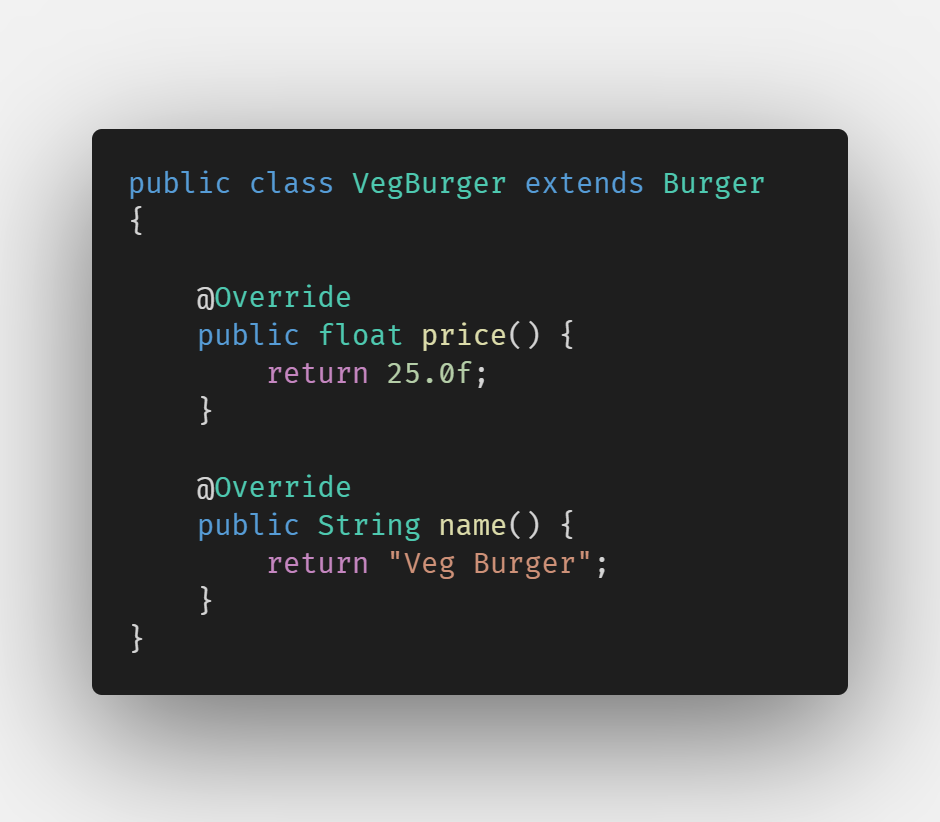 public class VegBurger extends Burger
{
    @Override
    public float price() {
        return 25.0f;
    }
    @Override
    public String name() {
        return "Veg Burger";
    }
}